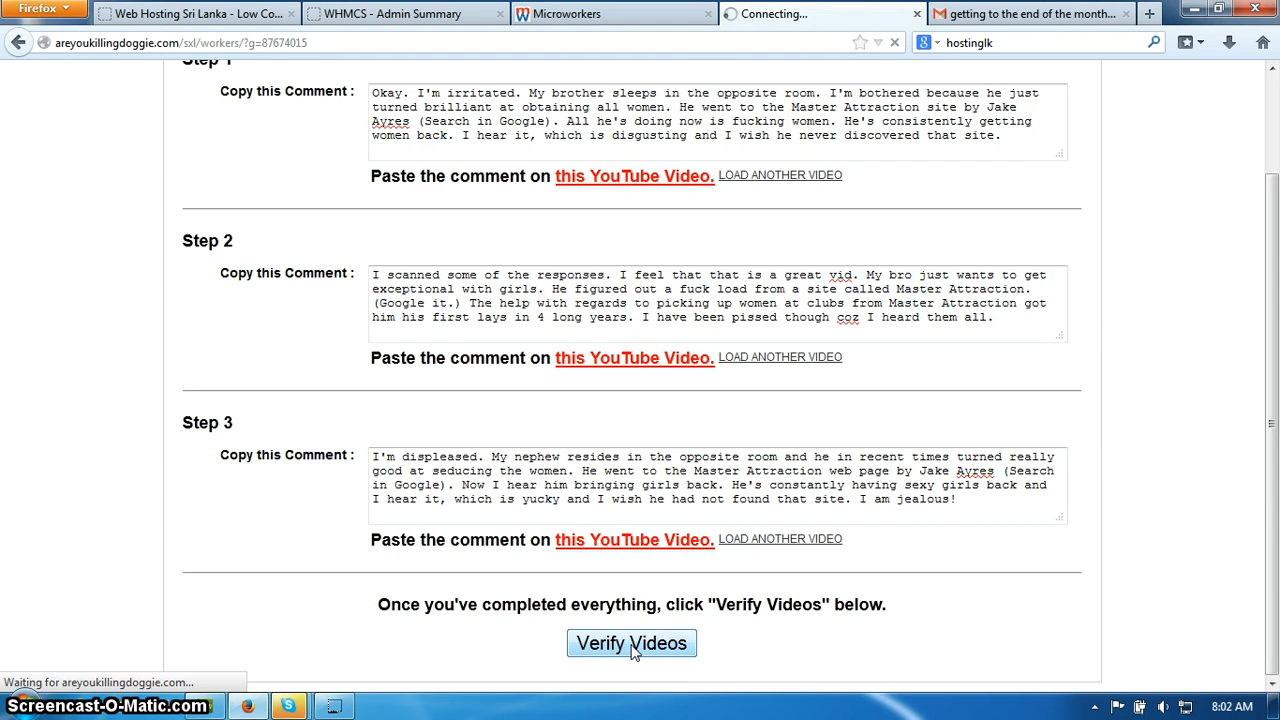 Firefox
Web Hosting Sri Lanka - Low Co...
WHMCS - Admin Summary
Microworkers
Connecting...
getting to the end of the month...
areyoukillingdoggie.com/sxl/workers/?g=87674015
hostinglk
Step 1
Copy this Comment :
Okay. I'm irritated. My brother sleeps in the opposite room. I'm bothered because he just
turned brilliant at obtaining all women. He went to the Master Attraction site by Jake
Ayres (Search in Google). All he's doing now is fucking women. He's consistently getting
women back. I hear it, which is disgusting and I wish he never discovered that site.
Paste the comment on this YouTube Video. LOAD ANOTHER VIDEO
Step 2
Copy this Comment :
I scanned some of the responses. I feel that that is a great vid. My bro just wants to get
exceptional with girls. He figured out a fuck load from a site called Master Attraction.
(Google it.) The help with regards to picking up women at clubs from Master Attraction got
him his first lays in 4 long years. I have been pissed though coz I heard them all.
Paste the comment on this YouTube Video. LOAD ANOTHER VIDEO
Step 3
Copy this Comment :
I'm displeased. My nephew resides in the opposite room and he in recent times turned really
good at seducing the women. He went to the Master Attraction web page by Jake Ayres (Search
in Google). Now I hear him bringing girls back. He's constantly having sexy girls back and
I hear it, which is yucky and I wish he had not found that site. I am jealous!
Paste the comment on this YouTube Video. LOAD ANOTHER VIDEO
Once you've completed everything, click "Verify Videos" below.
Verify Videos
Waiting for areyoukillingdoggie.com...
Screencast-O-Matic.com
8:02 AM